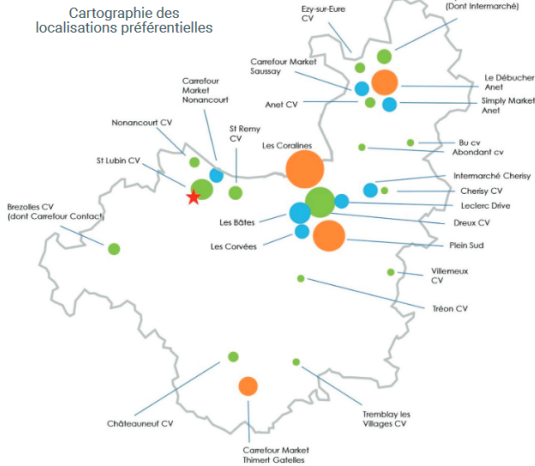 Cartographie des
localisations préférentielles
Ezy-sur-Eure
CV
(Dont Intermarché)
Carrefour Market
Saussay
Le Débucher
Anet
Anet CV
Simply Market
Anet
Carrefour
Market
Nonancourt
Nonancourt CV
St Remy
CV
Les Coralines
Bu cv
Abondant cv
St Lubin CV
Intermarché Cherisy
Cherisy CV
Leclerc Drive
Brezolles CV
(dont Carrefour Contact)
Les Bâtes
Dreux CV
Les Corvées
Plein Sud
Villemeux
CV
Tréon CV
Châteauneuf CV
Tremblay les
Villages CV
Carrefour Market
Thimert Gatelles